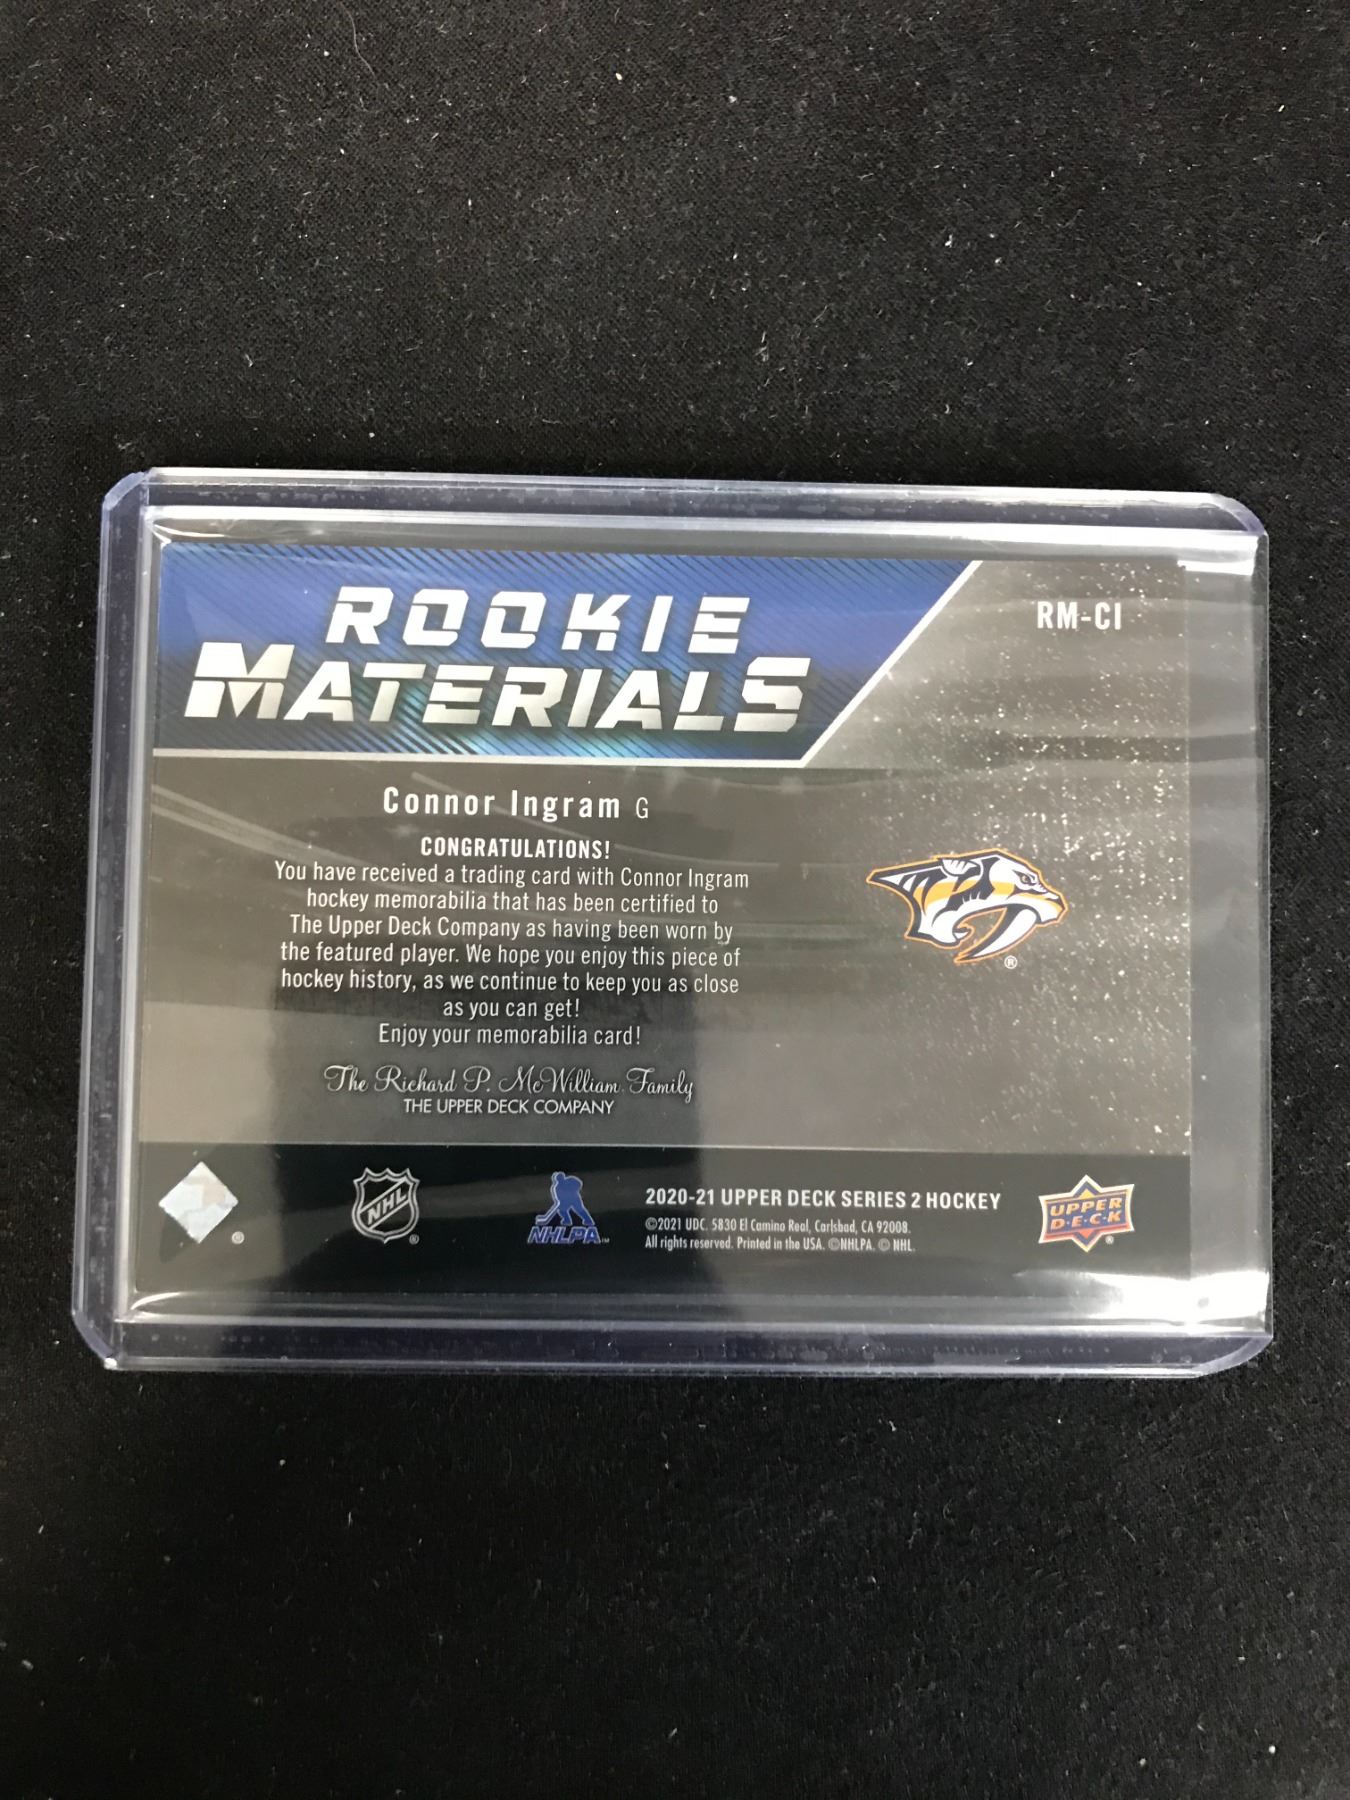 ROOKIE
MATERIALS
RM-CI
Connor Ingram G
CONGRATULATIONS!
You have received a trading card with Connor Ingram
hockey memorabilia that has been certified to
The Upper Deck Company as having been worn by
the featured player. We hope you enjoy this piece of
hockey history, as we continue to keep you as close
as you can get!
Enjoy your memorabilia card!
The Richard P. McWilliam Family
THE UPPER DECK COMPANY
®
®
NHL
®
NHLPA™
2020-21 UPPER DECK SERIES 2 HOCKEY
©2021 UDC. 5830 El Camino Real, Carlsbad, CA 92008.
All rights reserved. Printed in the USA. ©NHLPA. © NHL.
UPPER
D·E·C·K
®